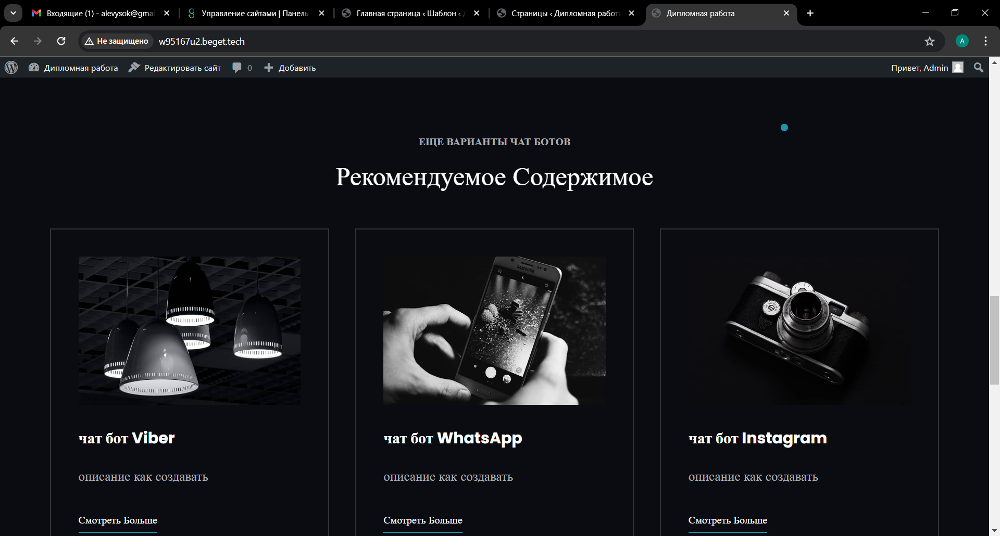 Входящие (1) - alevysok@gmai
Управление сайтами | Панель
Главная страница ‹ Шаблон ‹
Страницы ‹ Дипломная работа
Дипломная работа
Не защищено
w95167u2.beget.tech
A
Дипломная работа
Редактировать сайт
0
Добавить
Привет, Admin
ЕЩЕ ВАРИАНТЫ ЧАТ БОТОВ
Рекомендуемое Содержимое
SAMSUNG
чат бот Viber
чат бот WhatsApp
чат бот Instagram
описание как создавать
описание как создавать
описание как создавать
Смотреть Больше
Смотреть Больше
Смотреть Больше